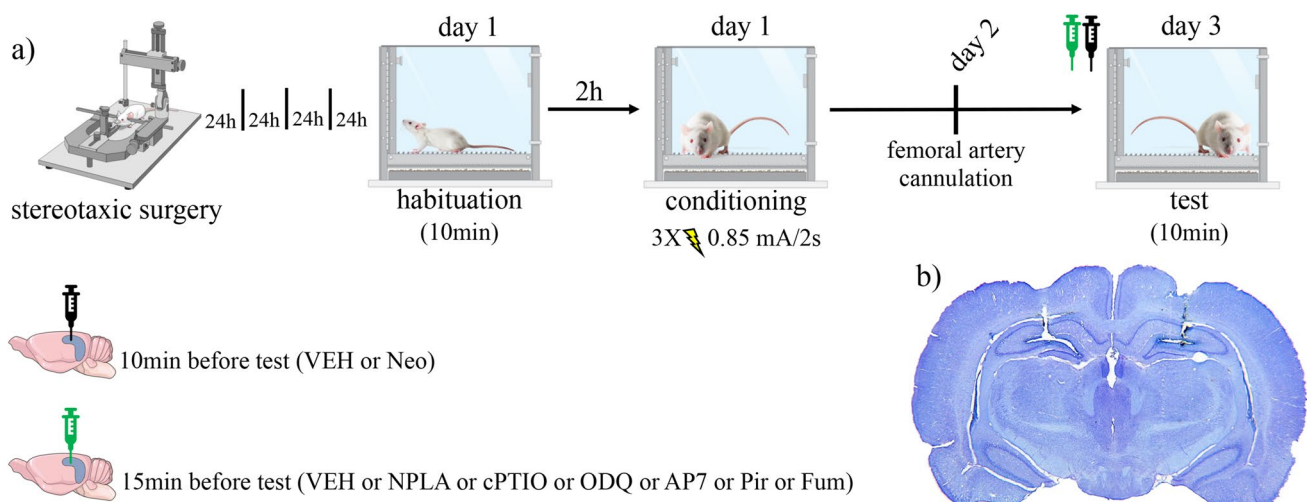 a)
stereotaxic surgery
24h 24h 24h 24h
day 1
habituation
(10min)
2h
day 1
conditioning
3X 0.85 mA/2s
day 2
femoral artery
cannulation
day 3
test
(10min)
10min before test (VEH or Neo)
15min before test (VEH or NPLA or cPTIO or ODQ or AP7 or Pir or Fum)
b)